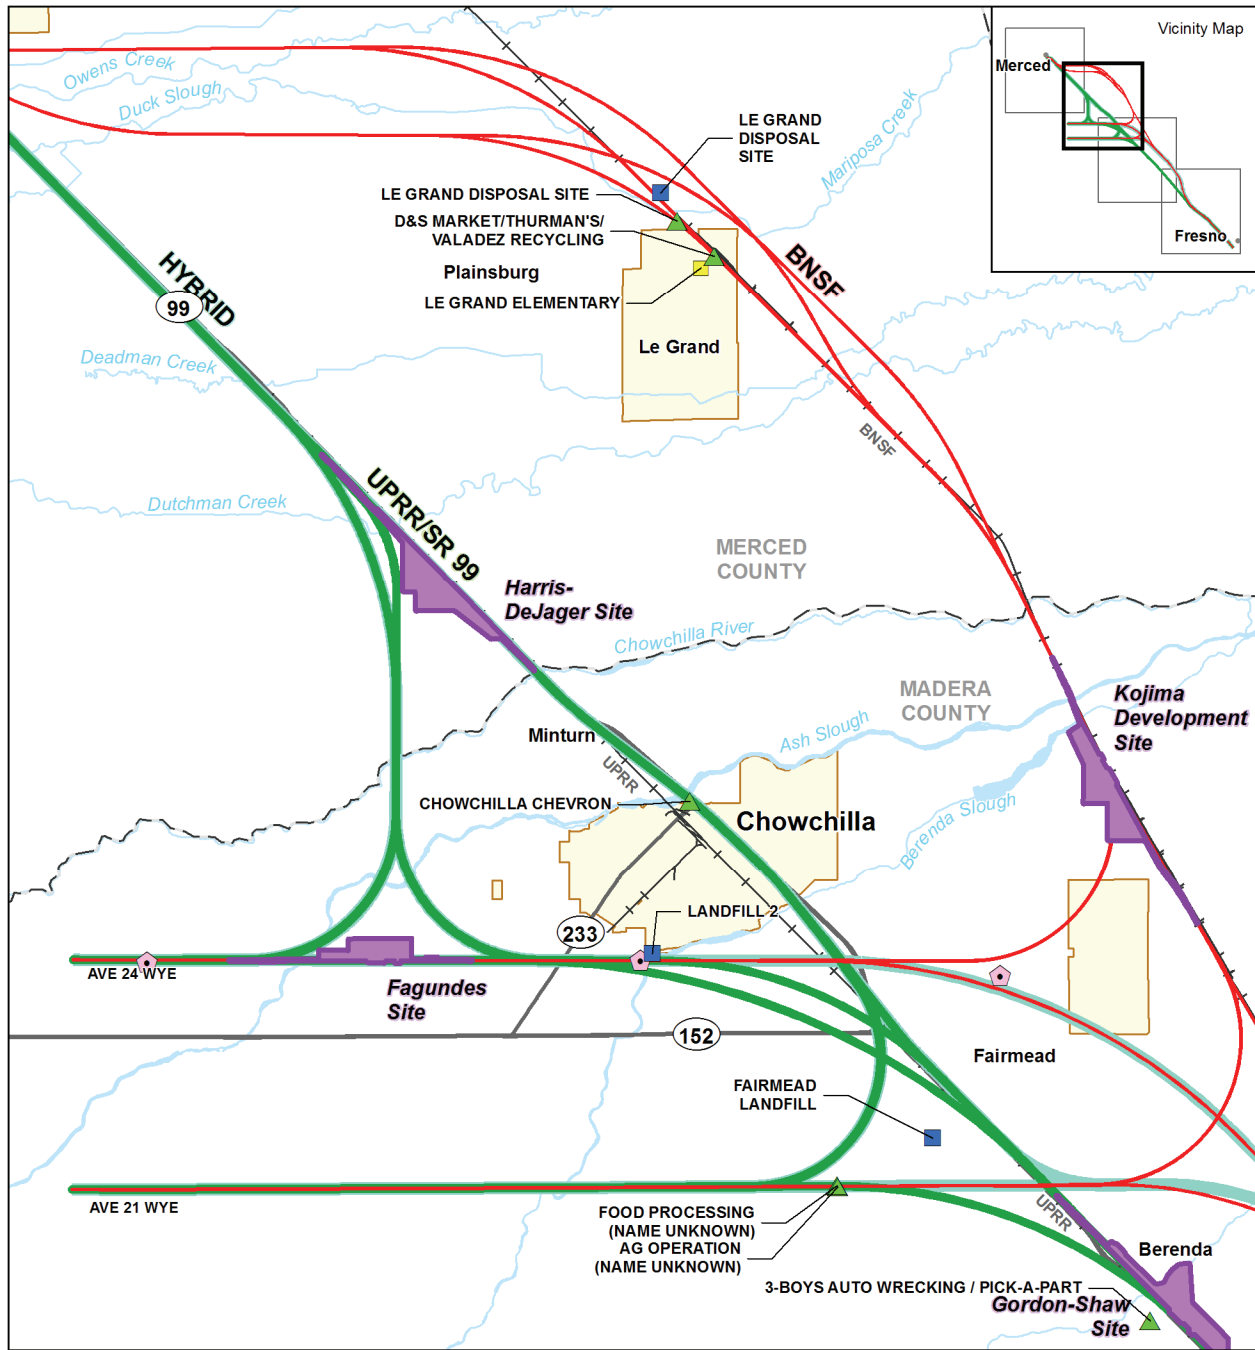 Vicinity Map
Merced
Fresno
Owens Creek
Duck Slough
Mariposa Creek
LE GRAND
DISPOSAL
SITE
LE GRAND DISPOSAL SITE
D&S MARKET/THURMAN'S/
VALADEZ RECYCLING
Plainsburg
LE GRAND ELEMENTARY
BNSF
HYBRID
99
Le Grand
Deadman Creek
BNSF
UPRR/SR 99
Dutchman Creek
MERCED
COUNTY
Harris-
DeJager Site
Chowchilla River
MADERA
COUNTY
Kojima
Development
Site
Ash Slough
Minturn
UPRR
CHOWCHILLA CHEVRON
Chowchilla
Berenda Slough
LANDFILL 2
233
AVE 24 WYE
Fagundes
Site
152
Fairmead
FAIRMEAD
LANDFILL
AVE 21 WYE
UPRR
FOOD PROCESSING
(NAME UNKNOWN)
AG OPERATION
(NAME UNKNOWN)
Berenda
3-BOYS AUTO WRECKING / PICK-A-PART
Gordon-Shaw
Site